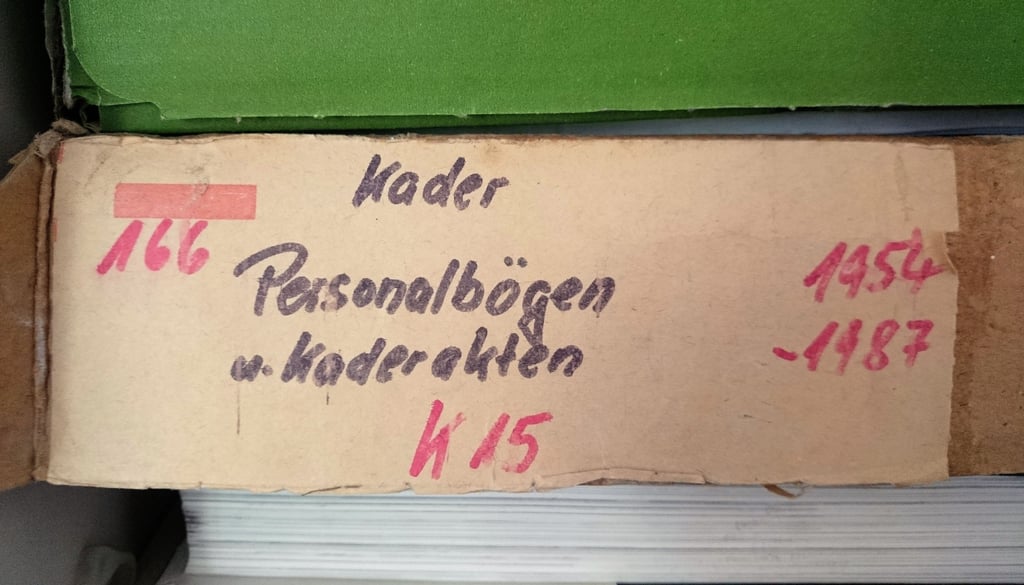 Kader
166
Personalbögen
1954
u. Kaderakten
-1987
K 15